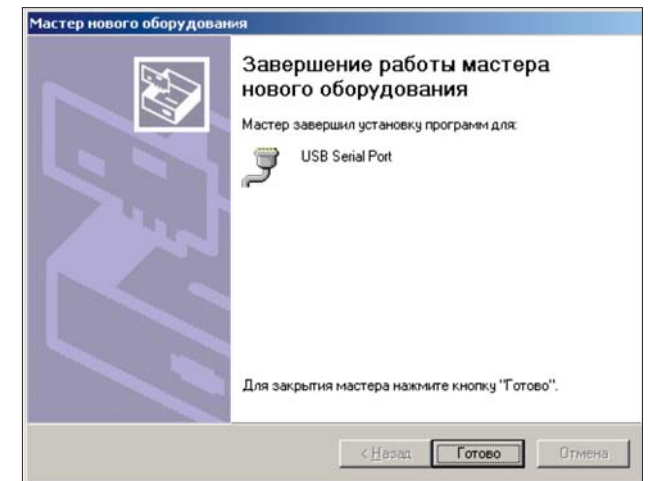 Мастер нового оборудования
Завершение работы мастера
нового оборудования
Мастер завершил установку программ для:
USB Serial Port
Для закрытия мастера нажмите кнопку "Готово".
< Назад Готово Отмена